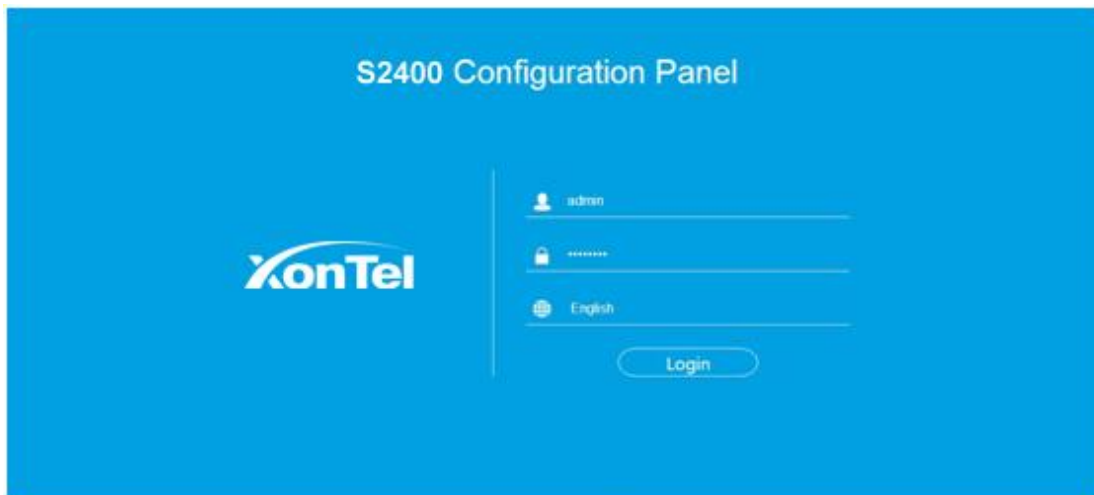 S2400 Configuration Panel
XonTel
admin
••••••••
English
Login